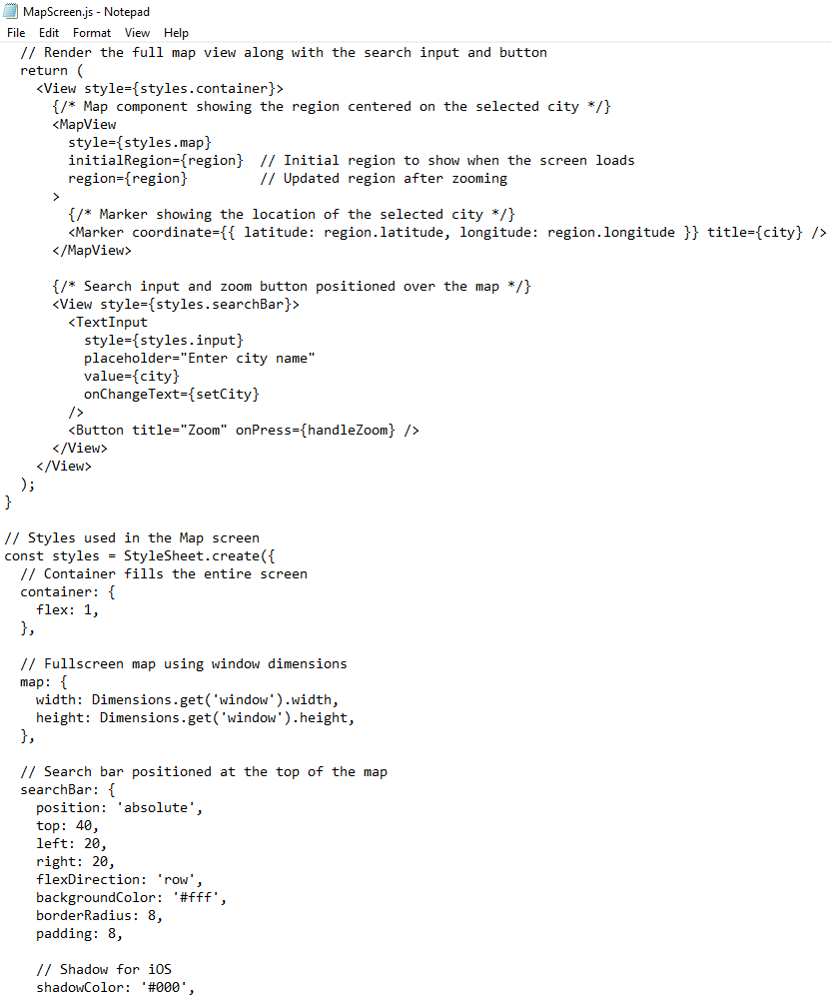 MapScreen.js - Notepad
File Edit Format View Help
  // Render the full map view along with the search input and button
  return (
    <View style={styles.container}>
      {/* Map component showing the region centered on the selected city */}
      <MapView
        style={styles.map}
        initialRegion={region}  // Initial region to show when the screen loads
        region={region}         // Updated region after zooming
      >
        {/* Marker showing the location of the selected city */}
        <Marker coordinate={{ latitude: region.latitude, longitude: region.longitude }} title={city} />
      </MapView>

      {/* Search input and zoom button positioned over the map */}
      <View style={styles.searchBar}>
        <TextInput
          style={styles.input}
          placeholder="Enter city name"
          value={city}
          onChangeText={setCity}
        />
        <Button title="Zoom" onPress={handleZoom} />
      </View>
    </View>
  );
}

// Styles used in the Map screen
const styles = StyleSheet.create({
  // Container fills the entire screen
  container: {
    flex: 1,
  },

  // Fullscreen map using window dimensions
  map: {
    width: Dimensions.get('window').width,
    height: Dimensions.get('window').height,
  },

  // Search bar positioned at the top of the map
  searchBar: {
    position: 'absolute',
    top: 40,
    left: 20,
    right: 20,
    flexDirection: 'row',
    backgroundColor: '#fff',
    borderRadius: 8,
    padding: 8,

    // Shadow for iOS
    shadowColor: '#000',